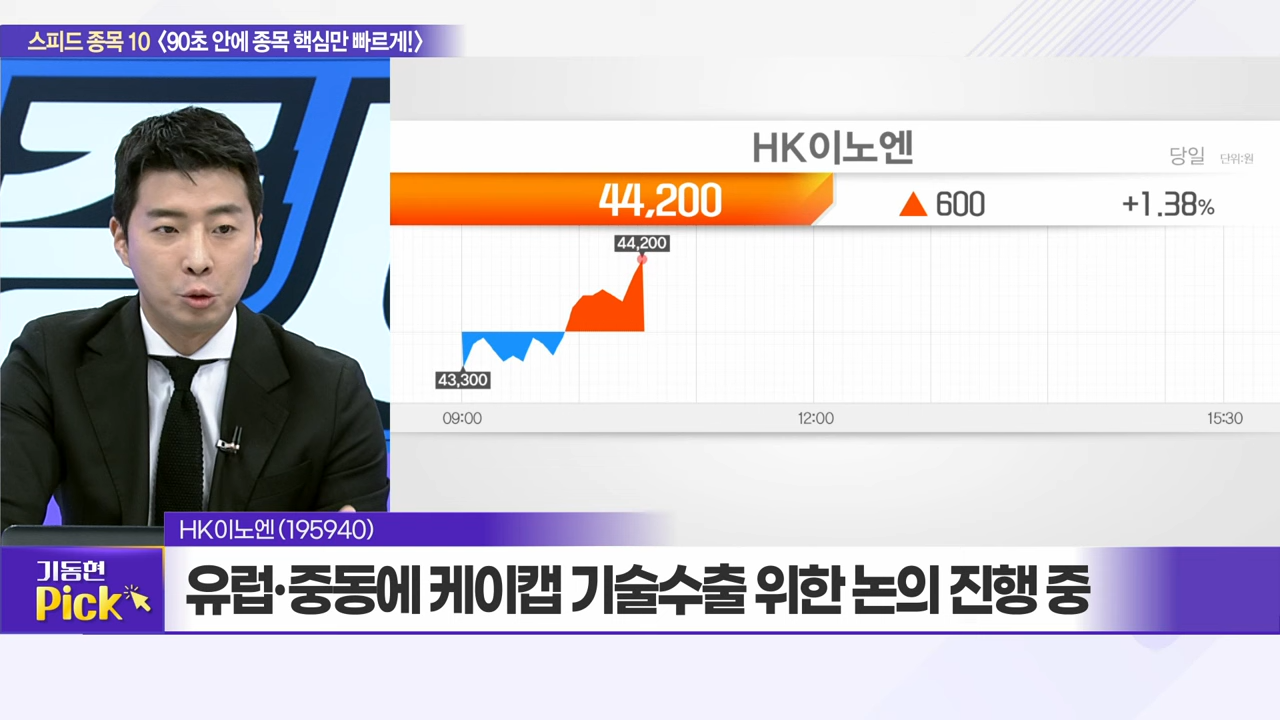 스피드 종목 10 <90초 안에 종목 핵심만 빠르게!>
HK이노엔
당일 단위:원
44,200 ▲ 600 +1.38%
44,200
43,300
09:00 12:00 15:30
HK이노엔 (195940)
기동현
Pick
유럽·중동에 케이캡 기술수출 위한 논의 진행 중